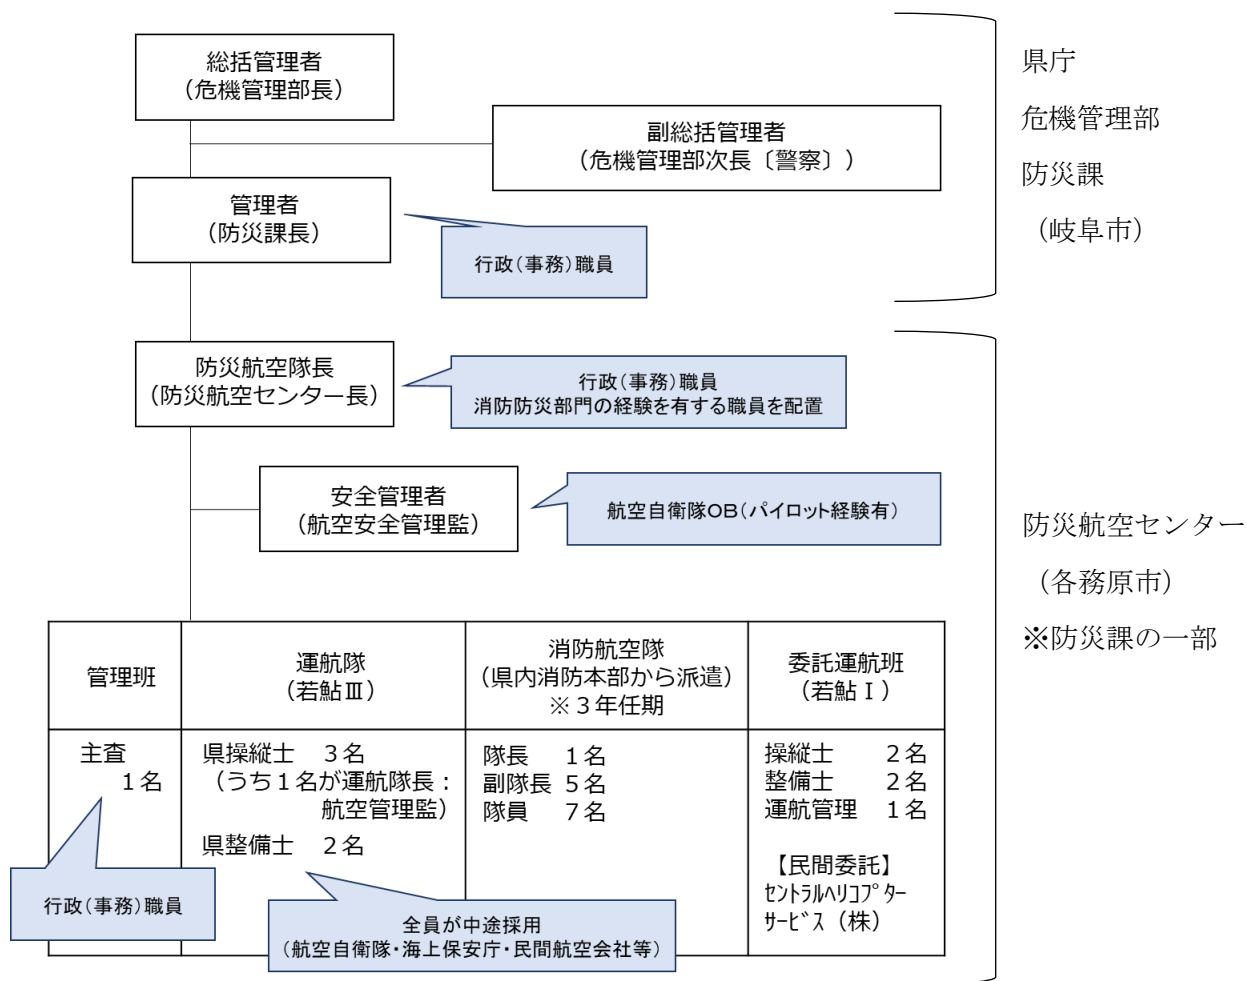 総括管理者
（危機管理部長）
副総括管理者
（危機管理部次長〔警察〕）
管理者
（防災課長）
行政（事務）職員
県庁
危機管理部
防災課
（岐阜市）
防災航空隊長
（防災航空センター長）
行政（事務）職員
消防防災部門の経験を有する職員を配置
安全管理者
（航空安全管理監）
航空自衛隊ＯＢ（パイロット経験有）
防災航空センター
（各務原市）
※防災課の一部
管理班
運航隊
（若鮎Ⅲ）
消防航空隊
（県内消防本部から派遣）
※３年任期
委託運航班
（若鮎Ⅰ）
主査
１名
行政（事務）職員
県操縦士　３名
（うち１名が運航隊長：
航空管理監）
県整備士　２名
全員が中途採用
（航空自衛隊・海上保安庁・民間航空会社等）
隊長　１名
副隊長　５名
隊員　７名
操縦士　２名
整備士　２名
運航管理　１名
【民間委託】
ｾﾝﾄﾗﾙﾍﾘｺﾌﾟﾀｰ
ｻｰﾋﾞｽ（株）